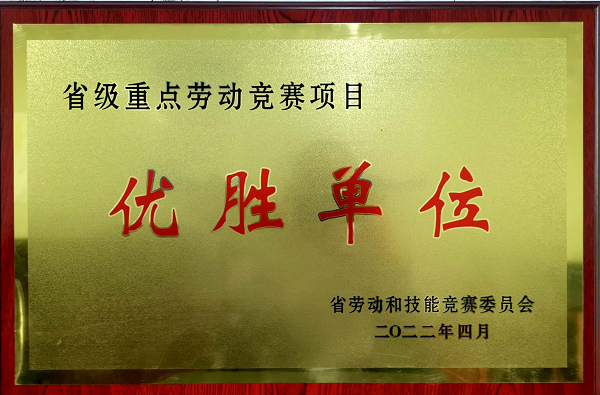 省级重点劳动竞赛项目
优胜单位
省劳动和技能竞赛委员会
二〇二二年四月